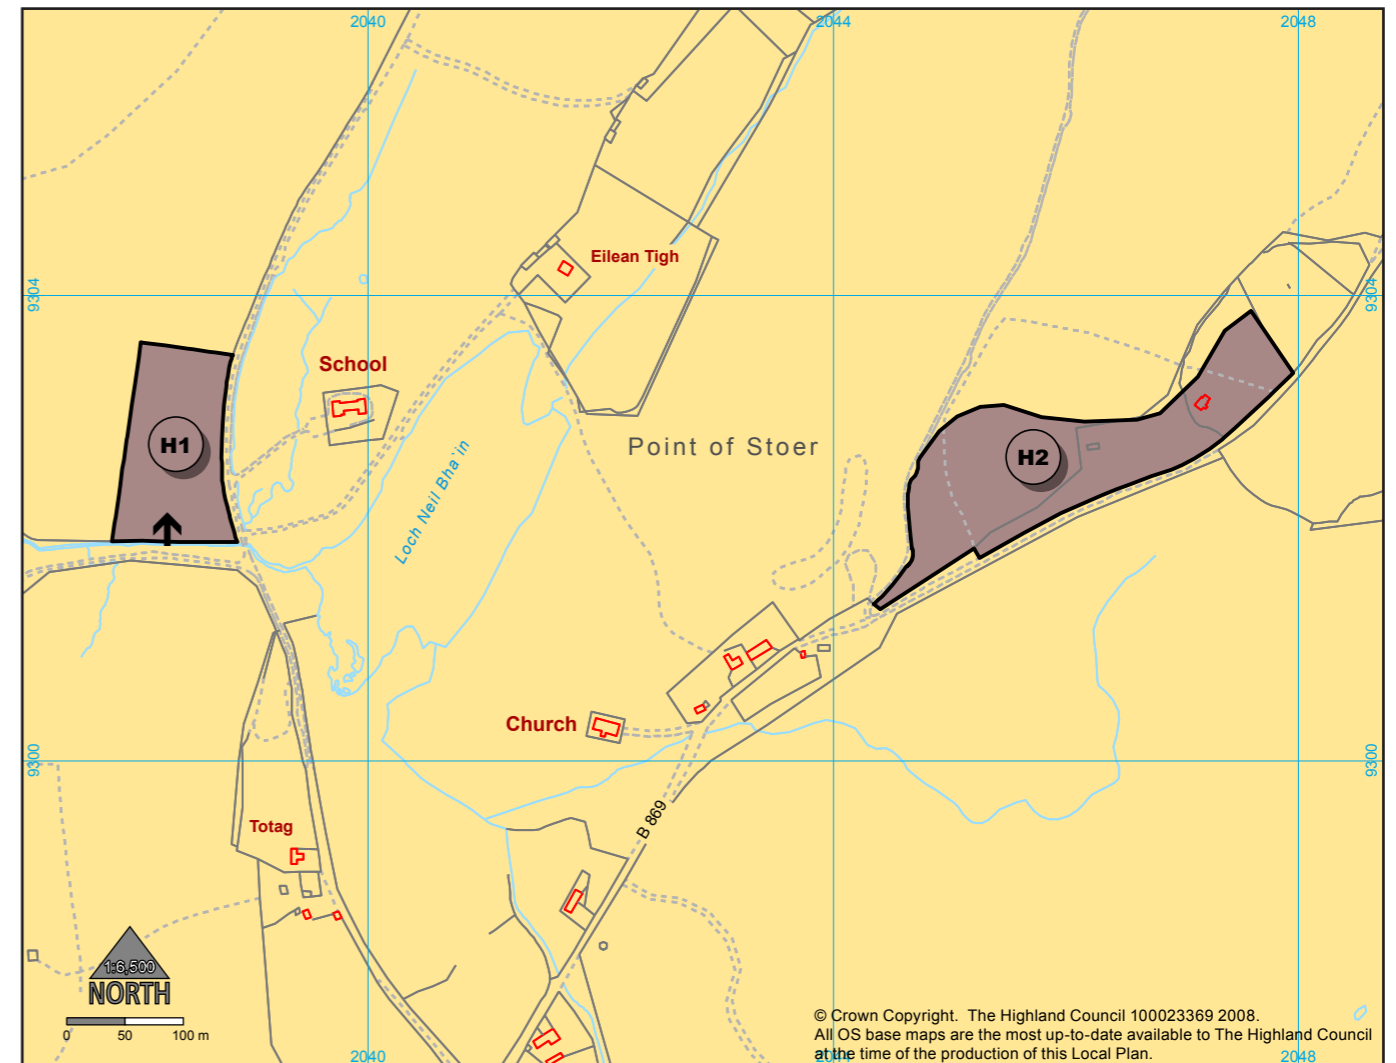 2040
2044
2048
Eilean Tigh
9304
9304
School
H1
Point of Stoer
H2
Loch Neil Bha`in
Church
9300
9300
B 869
Totag
1:6,500
NORTH
0 50 100 m
© Crown Copyright. The Highland Council 100023369 2008.
All OS base maps are the most up-to-date available to The Highland Council
at the time of the production of this Local Plan.
2040
2044
2048